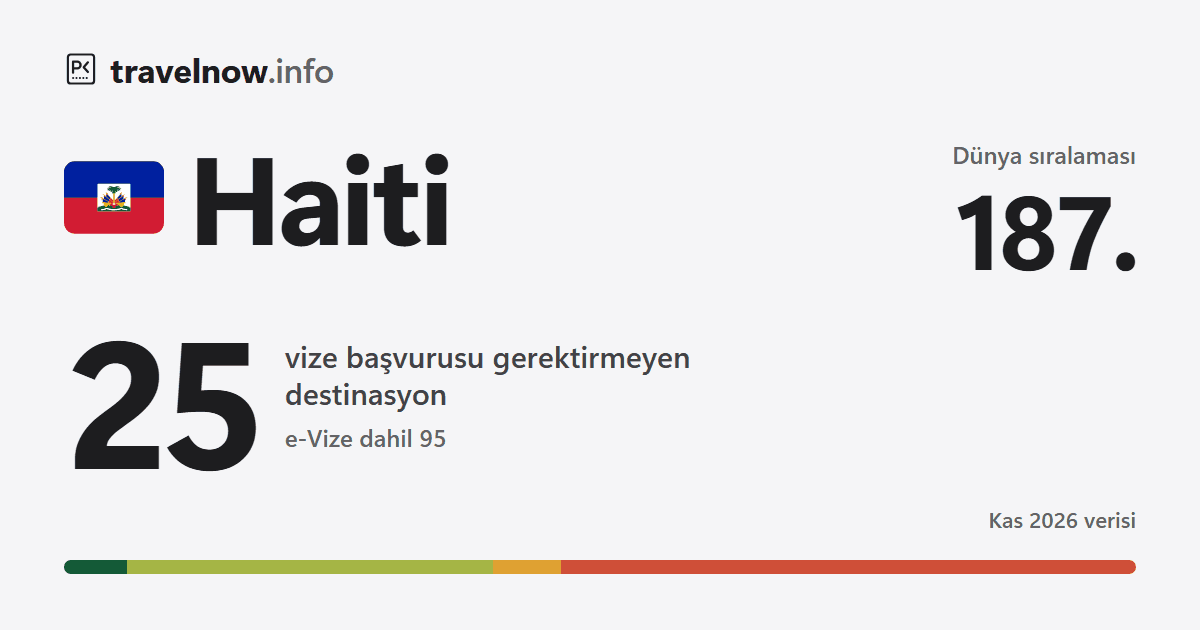 travelnow.info
Haiti
Dünya sıralaması
187.
25
vize başvurusu gerektirmeyen
destinasyon
e-Vize dahil 95
Kas 2026 verisi